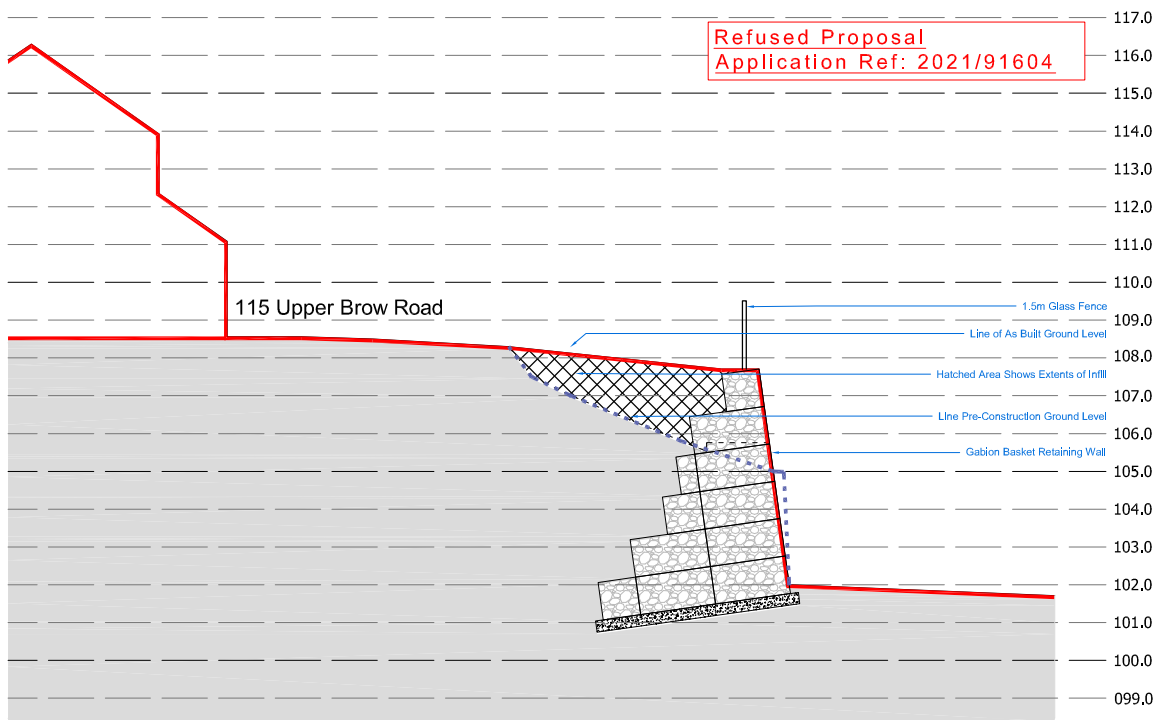 117.0
Refused Proposal
116.0
Application Ref: 2021/91604
115.0
114.0
113.0
112.0
111.0
110.0
115 Upper Brow Road
1.5m Glass Fence
109.0
Line of As Built Ground Level
108.0
Hatched Area Shows Extents of Infill
107.0
Line Pre-Construction Ground Level
106.0
Gabion Basket Retaining Wall
105.0
104.0
103.0
102.0
101.0
100.0
099.0